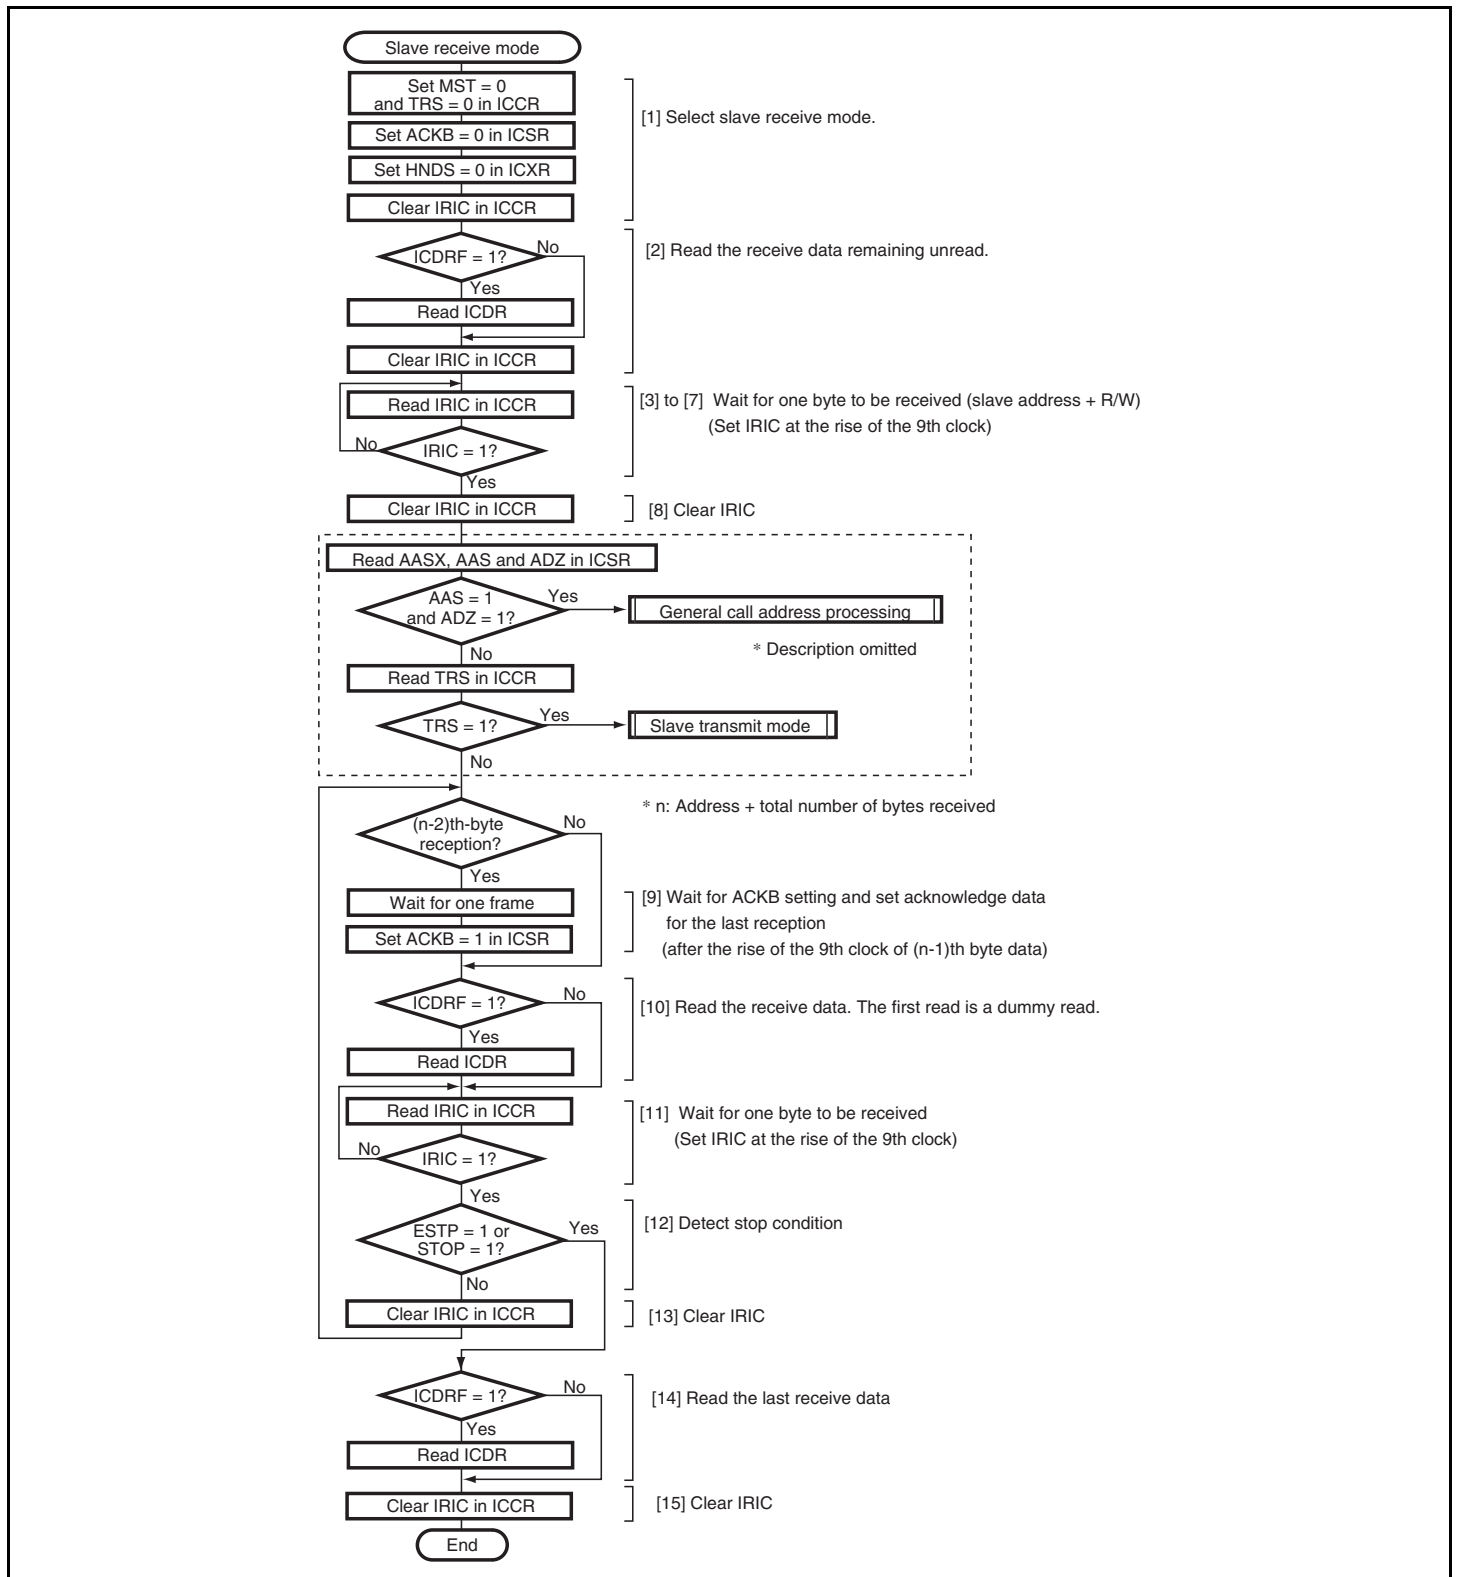 Slave receive mode
Set MST = 0
and TRS = 0 in ICCR
[1] Select slave receive mode.
Set ACKB = 0 in ICSR
Set HNDS = 0 in ICXR
Clear IRIC in ICCR
ICDRF = 1?
No
[2] Read the receive data remaining unread.
Yes
Read ICDR
Clear IRIC in ICCR
Read IRIC in ICCR
[3] to [7] Wait for one byte to be received (slave address + R/W)
(Set IRIC at the rise of the 9th clock)
No
IRIC = 1?
Yes
Clear IRIC in ICCR
[8] Clear IRIC
Read AASX, AAS and ADZ in ICSR
AAS = 1
and ADZ = 1?
Yes
General call address processing
* Description omitted
No
Read TRS in ICCR
TRS = 1?
Yes
Slave transmit mode
No
* n: Address + total number of bytes received
(n-2)th-byte
reception?
No
Yes
Wait for one frame
[9] Wait for ACKB setting and set acknowledge data
for the last reception
(after the rise of the 9th clock of (n-1)th byte data)
Set ACKB = 1 in ICSR
ICDRF = 1?
No
[10] Read the receive data. The first read is a dummy read.
Yes
Read ICDR
Read IRIC in ICCR
[11] Wait for one byte to be received
(Set IRIC at the rise of the 9th clock)
No
IRIC = 1?
Yes
ESTP = 1 or
STOP = 1?
Yes
[12] Detect stop condition
No
Clear IRIC in ICCR
[13] Clear IRIC
ICDRF = 1?
No
[14] Read the last receive data
Yes
Read ICDR
Clear IRIC in ICCR
[15] Clear IRIC
End